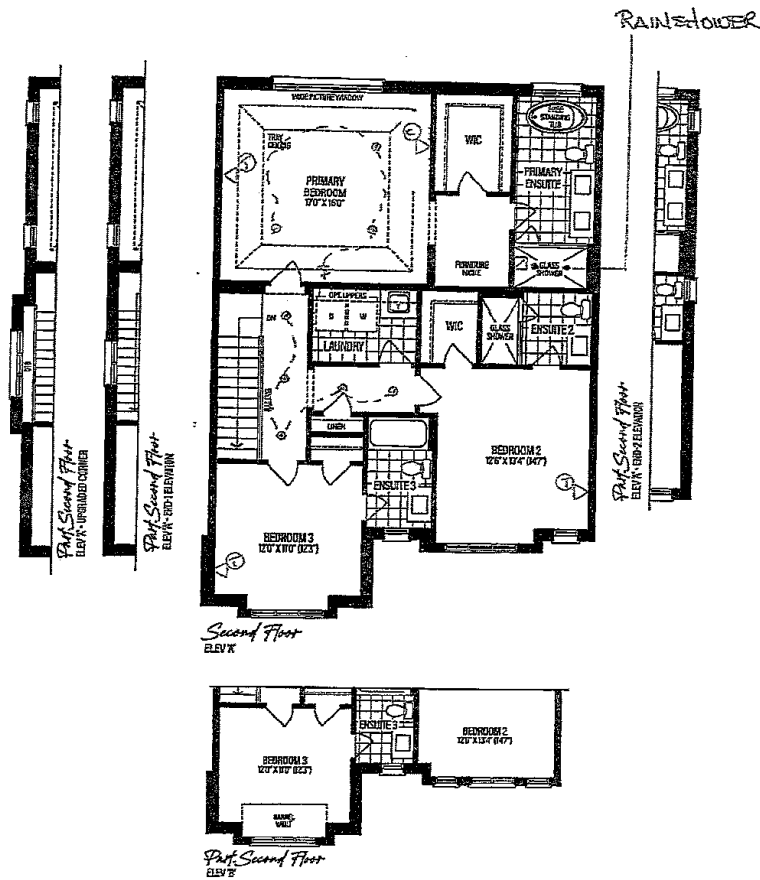 RAINSHOWER
WIDE PICTURE WINDOW
TRAY
CEILING
PRIMARY
BEDROOM
17'0" X 16'0"
WIC
FREE
STANDING
TUB
PRIMARY
ENSUITE
FURNITURE
NICHE
GLASS
SHOWER
OPT. UPPERS
D W
LAUNDRY
WIC
GLASS
SHOWER
ENSUITE 2
DN
RAILING
LINEN
BEDROOM 2
12'6" X 13'4" (14'7")
ENSUITE 3
BEDROOM 3
12'0" X 11'0" (12'3")
Second Floor
ELEV 'A'
Part Second Floor
ELEV 'A' - UPGRADED CORNER
Part Second Floor
ELEV 'A' - END-1 ELEVATION
Part Second Floor
ELEV 'A' - END-2 ELEVATION
ENSUITE 3
BEDROOM 2
12'6" X 13'4" (14'7")
BEDROOM 3
12'0" X 11'0" (12'3")
BARREL
VAULT
Part Second Floor
ELEV 'B'